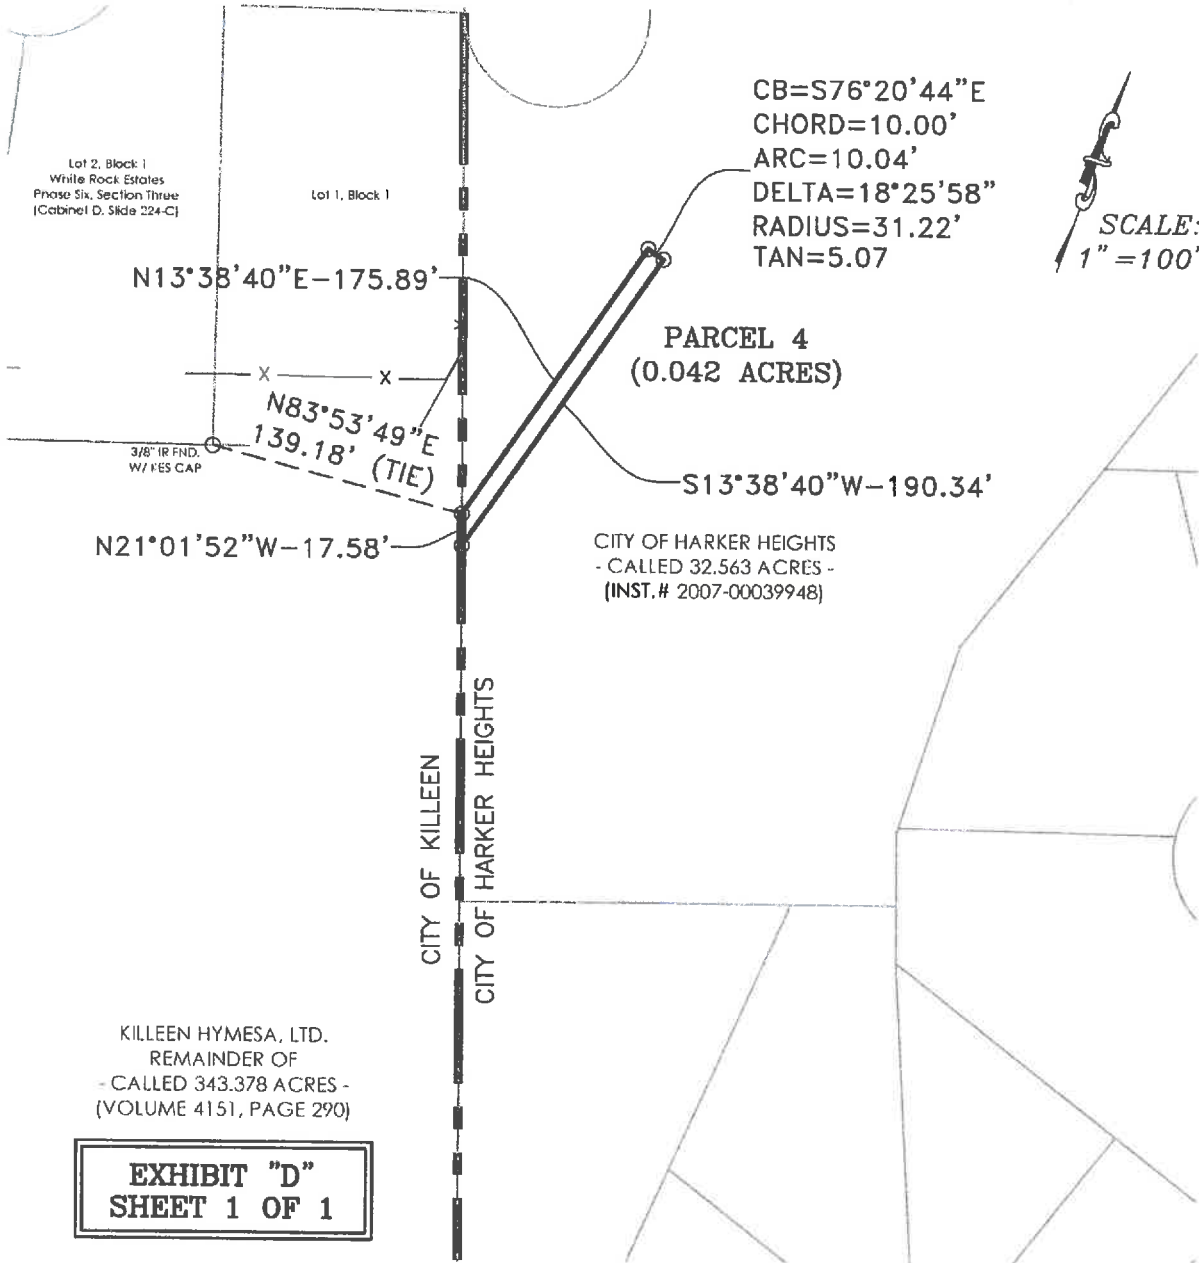 CB=S76°20'44"E
CHORD=10.00'
ARC=10.04'
DELTA=18°25'58"
RADIUS=31.22'
TAN=5.07
SCALE:
1"=100'
Lot 2, Block 1
White Rock Estates
Phase Six, Section Three
(Cabinet D, Slide 224-C)
Lot 1, Block 1
N13°38'40"E-175.89'
PARCEL 4
(0.042 ACRES)
X
X
N83°53'49"E
139.18' (TIE)
3/8" IR FND.
W/ KES CAP
S13°38'40"W-190.34'
N21°01'52"W-17.58'
CITY OF HARKER HEIGHTS
- CALLED 32.563 ACRES -
(INST.# 2007-00039948)
CITY OF KILLEEN
CITY OF HARKER HEIGHTS
KILLEEN HYMESA, LTD.
REMAINDER OF
- CALLED 343.378 ACRES -
(VOLUME 4151, PAGE 290)
EXHIBIT "D"
SHEET 1 OF 1